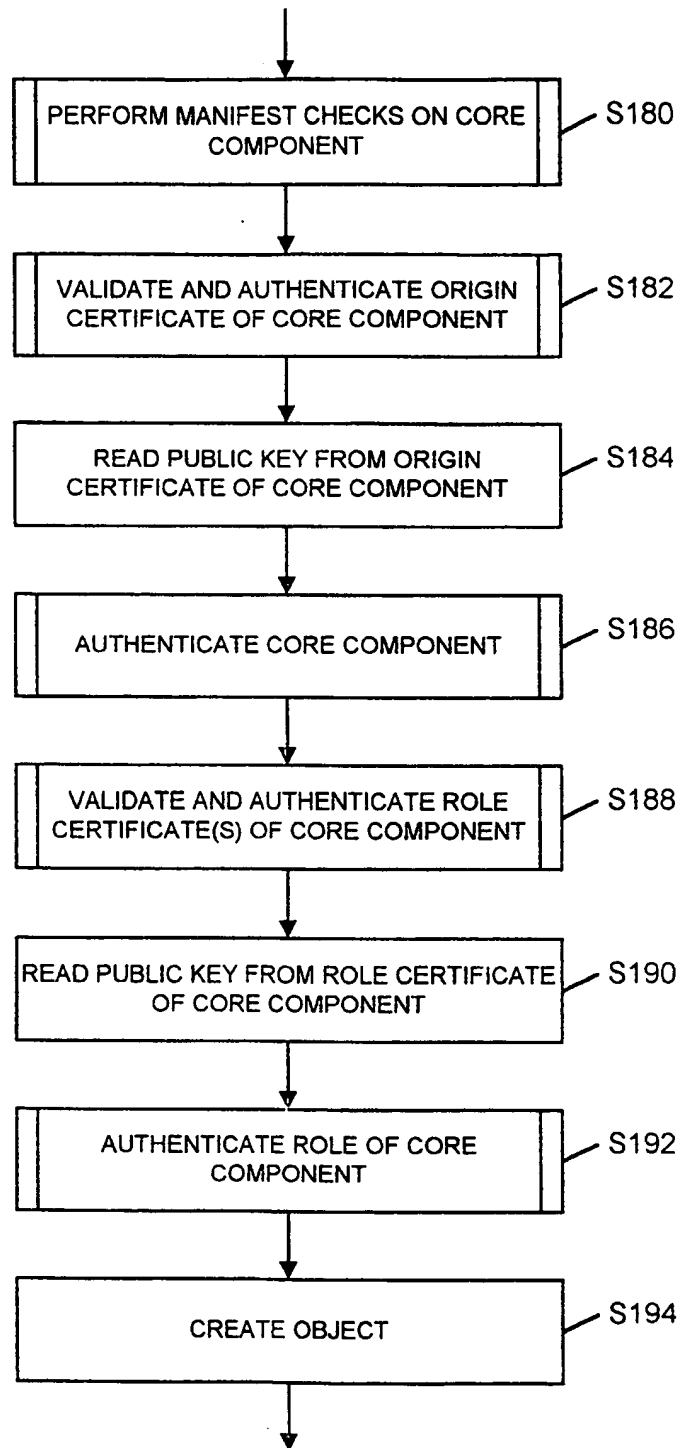 PERFORM MANIFEST CHECKS ON CORE
COMPONENT
S180
VALIDATE AND AUTHENTICATE ORIGIN
CERTIFICATE OF CORE COMPONENT
S182
READ PUBLIC KEY FROM ORIGIN
CERTIFICATE OF CORE COMPONENT
S184
AUTHENTICATE CORE COMPONENT
S186
VALIDATE AND AUTHENTICATE ROLE
CERTIFICATE(S) OF CORE COMPONENT
S188
READ PUBLIC KEY FROM ROLE CERTIFICATE
OF CORE COMPONENT
S190
AUTHENTICATE ROLE OF CORE
COMPONENT
S192
CREATE OBJECT
S194